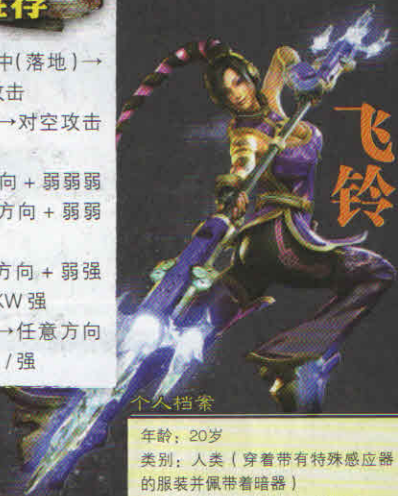 存
中(落地)→
攻击
→对空攻击
向 + 弱弱弱
方向 + 弱弱
方向 + 弱强
KW 强
→任意方向
/ 强
飞铃
个人档案
年龄：20岁
类别：人类（穿着带有特殊感应器
的服装并佩带着暗器）